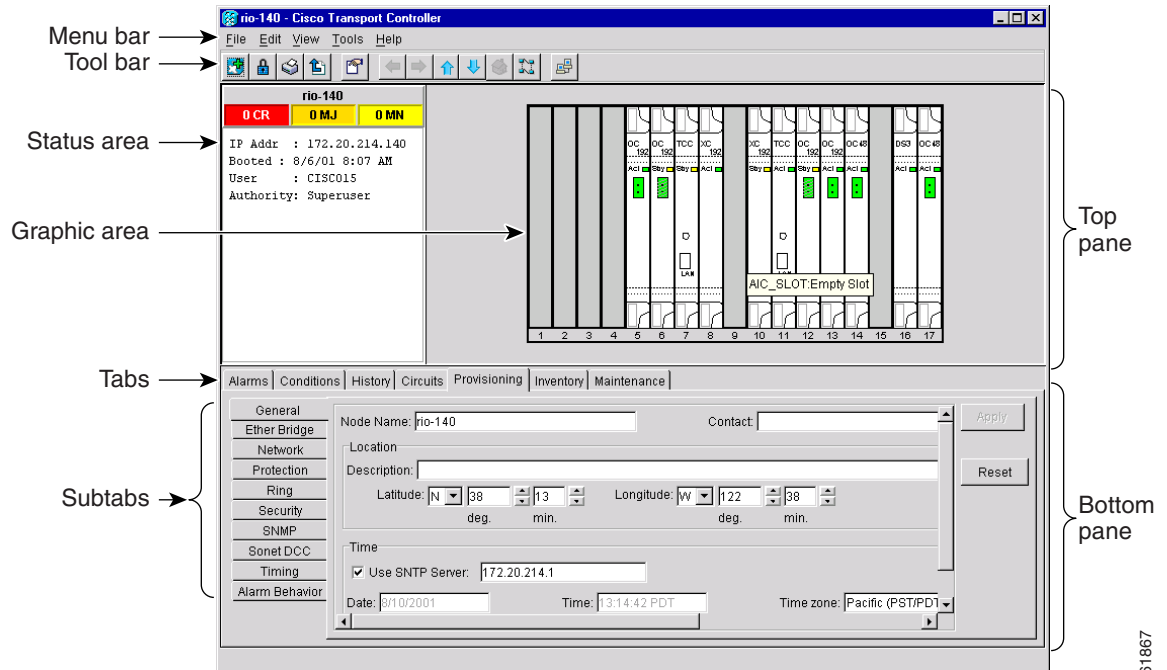 rio-140 - Cisco Transport Controller
Menu bar
File Edit View Tools Help
Tool bar
rio-140
0 CR 0 MJ 0 MN
Status area
IP Addr : 172.20.214.140
Booted : 8/6/01 8:07 AM
User : CISC015
Authority: Superuser
Graphic area
OC 192 OC 192 TCC XC 192 XC 192 TCC OC 192 OC 192 OC48 DS3 OC48
Act Sby Sby Act Sby Act Sby Act Act Act Act
LAN
AIC_SLOT:Empty Slot
1 2 3 4 5 6 7 8 9 10 11 12 13 14 15 16 17
Top
pane
Tabs
Alarms Conditions History Circuits Provisioning Inventory Maintenance
Subtabs
General
Ether Bridge
Network
Protection
Ring
Security
SNMP
Sonet DCC
Timing
Alarm Behavior
Node Name: rio-140 Contact:
Apply
Location
Description:
Reset
Latitude: N 38 13 Longitude: W 122 38
deg. min. deg. min.
Time
Use SNTP Server: 172.20.214.1
Date: 8/10/2001 Time: 13:14:42 PDT Time zone: Pacific (PST/PDT
Bottom
pane
61867